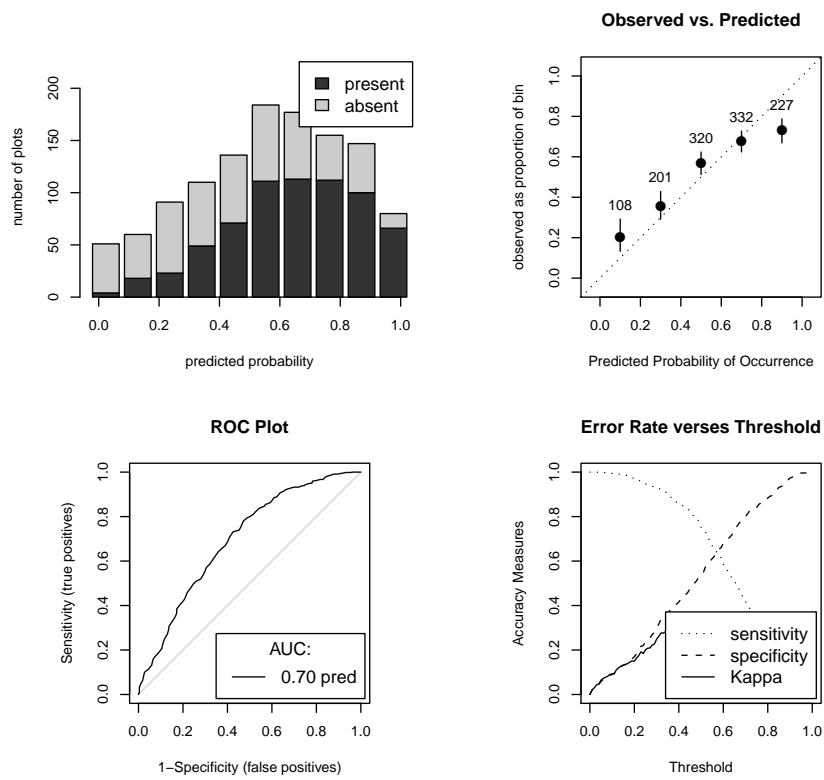 Observed vs. Predicted
number of plots
0 50 100 150 200
present
absent
0.0 0.2 0.4 0.6 0.8 1.0
predicted probability
observed as proportion of bin
0.0 0.2 0.4 0.6 0.8 1.0
108
201
320
332
227
0.0 0.2 0.4 0.6 0.8 1.0
Predicted Probability of Occurrence
ROC Plot
Sensitivity (true positives)
0.0 0.2 0.4 0.6 0.8 1.0
AUC:
0.70 pred
0.0 0.2 0.4 0.6 0.8 1.0
1−Specificity (false positives)
Error Rate verses Threshold
Accuracy Measures
0.0 0.2 0.4 0.6 0.8 1.0
sensitivity
specificity
Kappa
0.0 0.2 0.4 0.6 0.8 1.0
Threshold